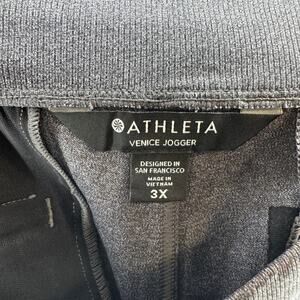 ATHLETA
VENICE JOGGER
DESIGNED IN
SAN FRANCISCO
MADE IN
VIETNAM
3X